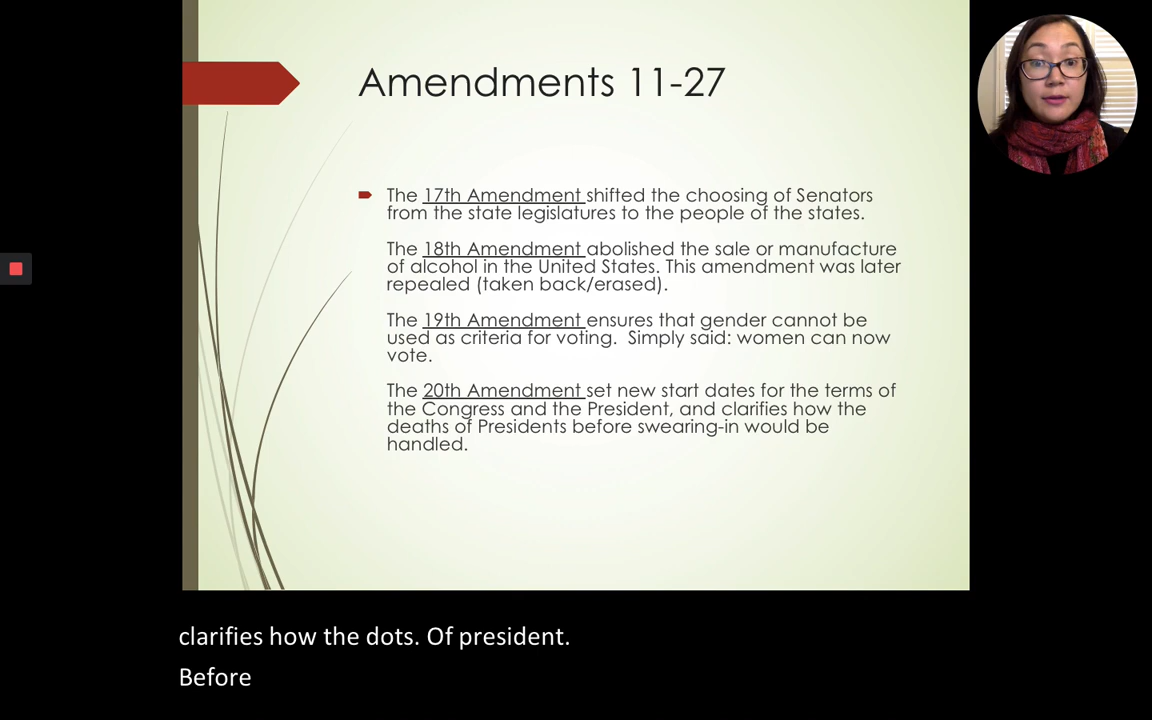 Amendments 11-27
The 17th Amendment shifted the choosing of Senators
from the state legislatures to the people of the states.
The 18th Amendment abolished the sale or manufacture
of alcohol in the United States. This amendment was later
repealed (taken back/erased).
The 19th Amendment ensures that gender cannot be
used as criteria for voting.  Simply said: women can now
vote.
The 20th Amendment set new start dates for the terms of
the Congress and the President, and clarifies how the
deaths of Presidents before swearing-in would be
handled.
clarifies how the dots. Of president.
Before